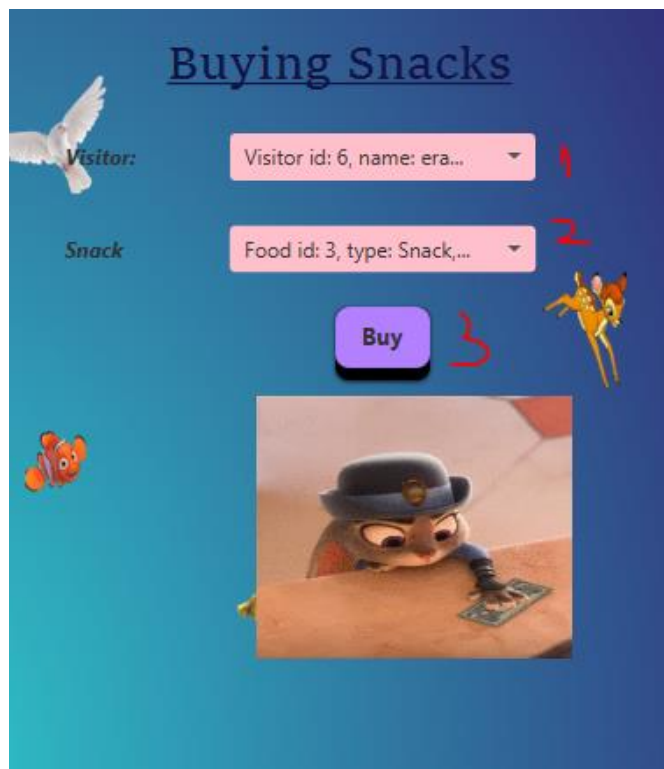 Buying Snacks
Visitor: Visitor id: 6, name: era... 1
Snack Food id: 3, type: Snack,... 2
Buy 3